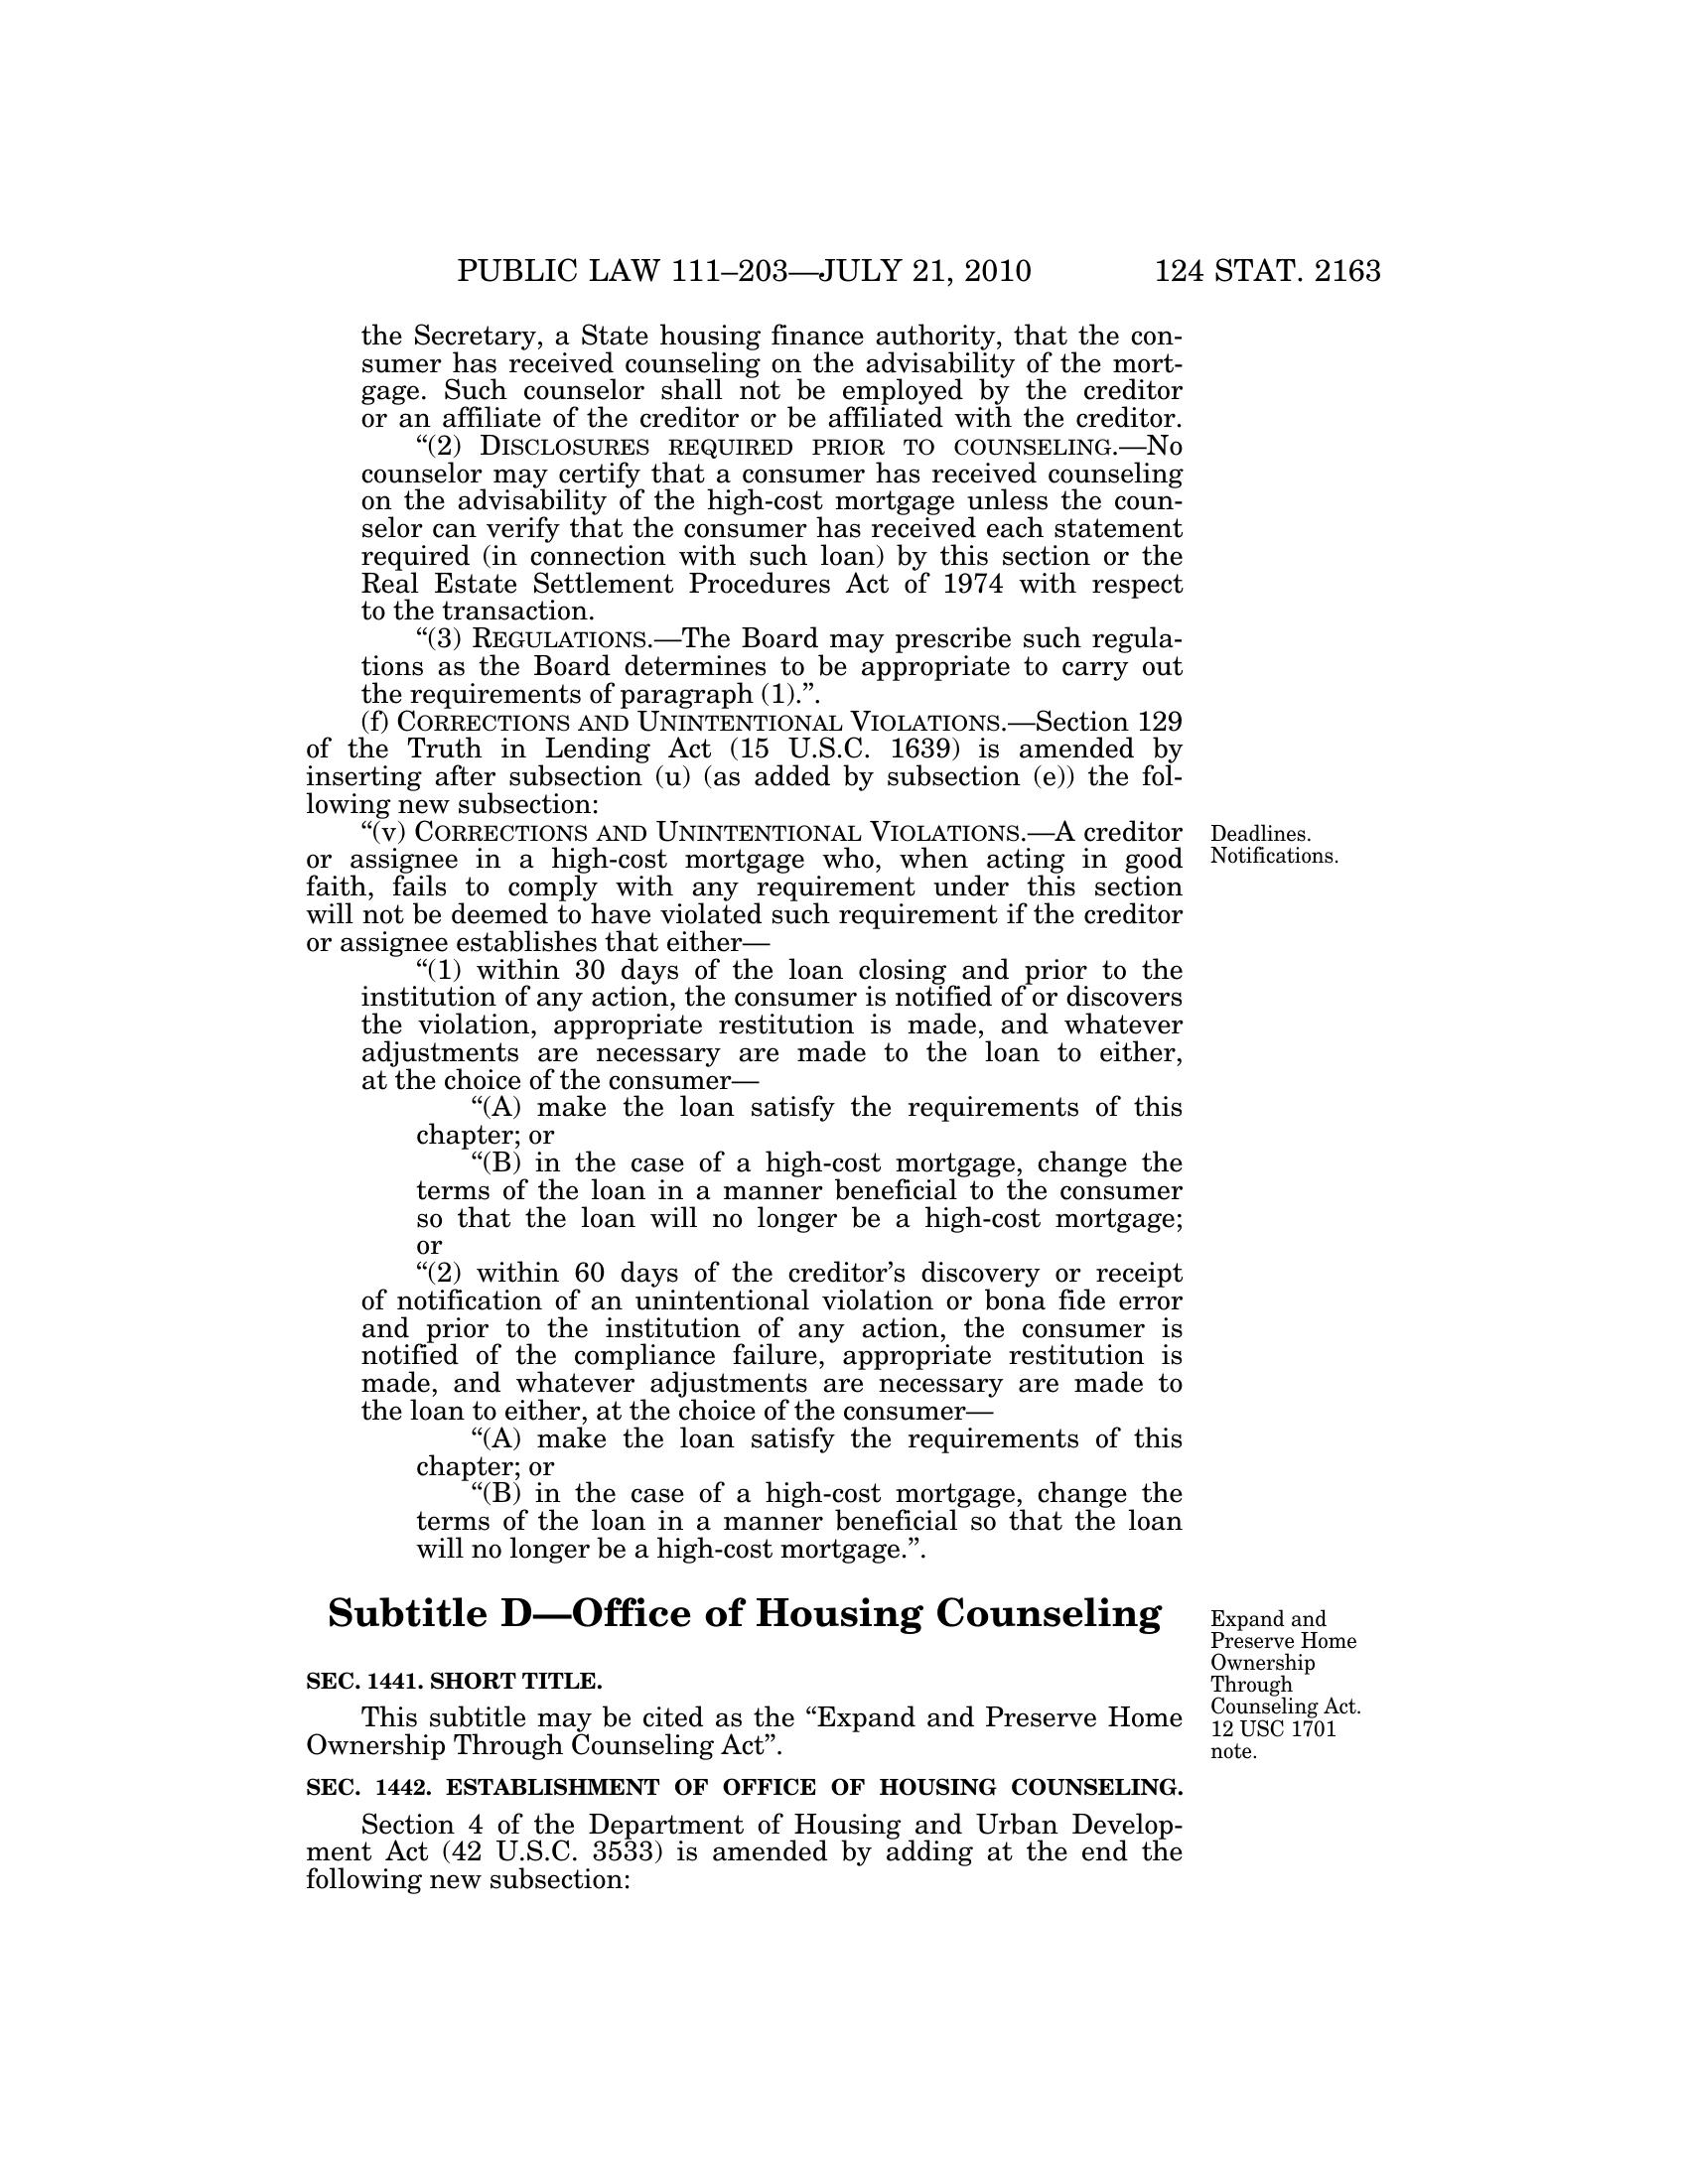 PUBLIC LAW 111–203—JULY 21, 2010 124 STAT. 2163
the Secretary, a State housing finance authority, that the con-
sumer has received counseling on the advisability of the mort-
gage. Such counselor shall not be employed by the creditor
or an affiliate of the creditor or be affiliated with the creditor.
“(2) DISCLOSURES REQUIRED PRIOR TO COUNSELING.—No
counselor may certify that a consumer has received counseling
on the advisability of the high-cost mortgage unless the coun-
selor can verify that the consumer has received each statement
required (in connection with such loan) by this section or the
Real Estate Settlement Procedures Act of 1974 with respect
to the transaction.
“(3) REGULATIONS.—The Board may prescribe such regula-
tions as the Board determines to be appropriate to carry out
the requirements of paragraph (1).”.
(f) CORRECTIONS AND UNINTENTIONAL VIOLATIONS.—Section 129
of the Truth in Lending Act (15 U.S.C. 1639) is amended by
inserting after subsection (u) (as added by subsection (e)) the fol-
lowing new subsection:
“(v) CORRECTIONS AND UNINTENTIONAL VIOLATIONS.—A creditor
or assignee in a high-cost mortgage who, when acting in good
faith, fails to comply with any requirement under this section
will not be deemed to have violated such requirement if the creditor
or assignee establishes that either—
“(1) within 30 days of the loan closing and prior to the
institution of any action, the consumer is notified of or discovers
the violation, appropriate restitution is made, and whatever
adjustments are necessary are made to the loan to either,
at the choice of the consumer—
“(A) make the loan satisfy the requirements of this
chapter; or
“(B) in the case of a high-cost mortgage, change the
terms of the loan in a manner beneficial to the consumer
so that the loan will no longer be a high-cost mortgage;
or
“(2) within 60 days of the creditor’s discovery or receipt
of notification of an unintentional violation or bona fide error
and prior to the institution of any action, the consumer is
notified of the compliance failure, appropriate restitution is
made, and whatever adjustments are necessary are made to
the loan to either, at the choice of the consumer—
“(A) make the loan satisfy the requirements of this
chapter; or
“(B) in the case of a high-cost mortgage, change the
terms of the loan in a manner beneficial so that the loan
will no longer be a high-cost mortgage.”.
Deadlines.
Notifications.
Subtitle D—Office of Housing Counseling
SEC. 1441. SHORT TITLE.
This subtitle may be cited as the “Expand and Preserve Home
Ownership Through Counseling Act”.
SEC. 1442. ESTABLISHMENT OF OFFICE OF HOUSING COUNSELING.
Section 4 of the Department of Housing and Urban Develop-
ment Act (42 U.S.C. 3533) is amended by adding at the end the
following new subsection:
Expand and
Preserve Home
Ownership
Through
Counseling Act.
12 USC 1701
note.